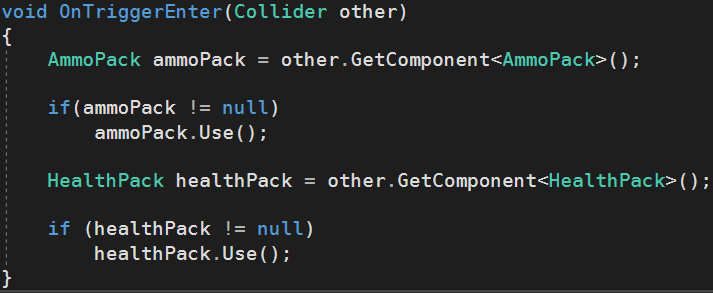 void OnTriggerEnter(Collider other)
{
    AmmoPack ammoPack = other.GetComponent<AmmoPack>();
    if(ammoPack != null)
        ammoPack.Use();
    HealthPack healthPack = other.GetComponent<HealthPack>();
    if (healthPack != null)
        healthPack.Use();
}